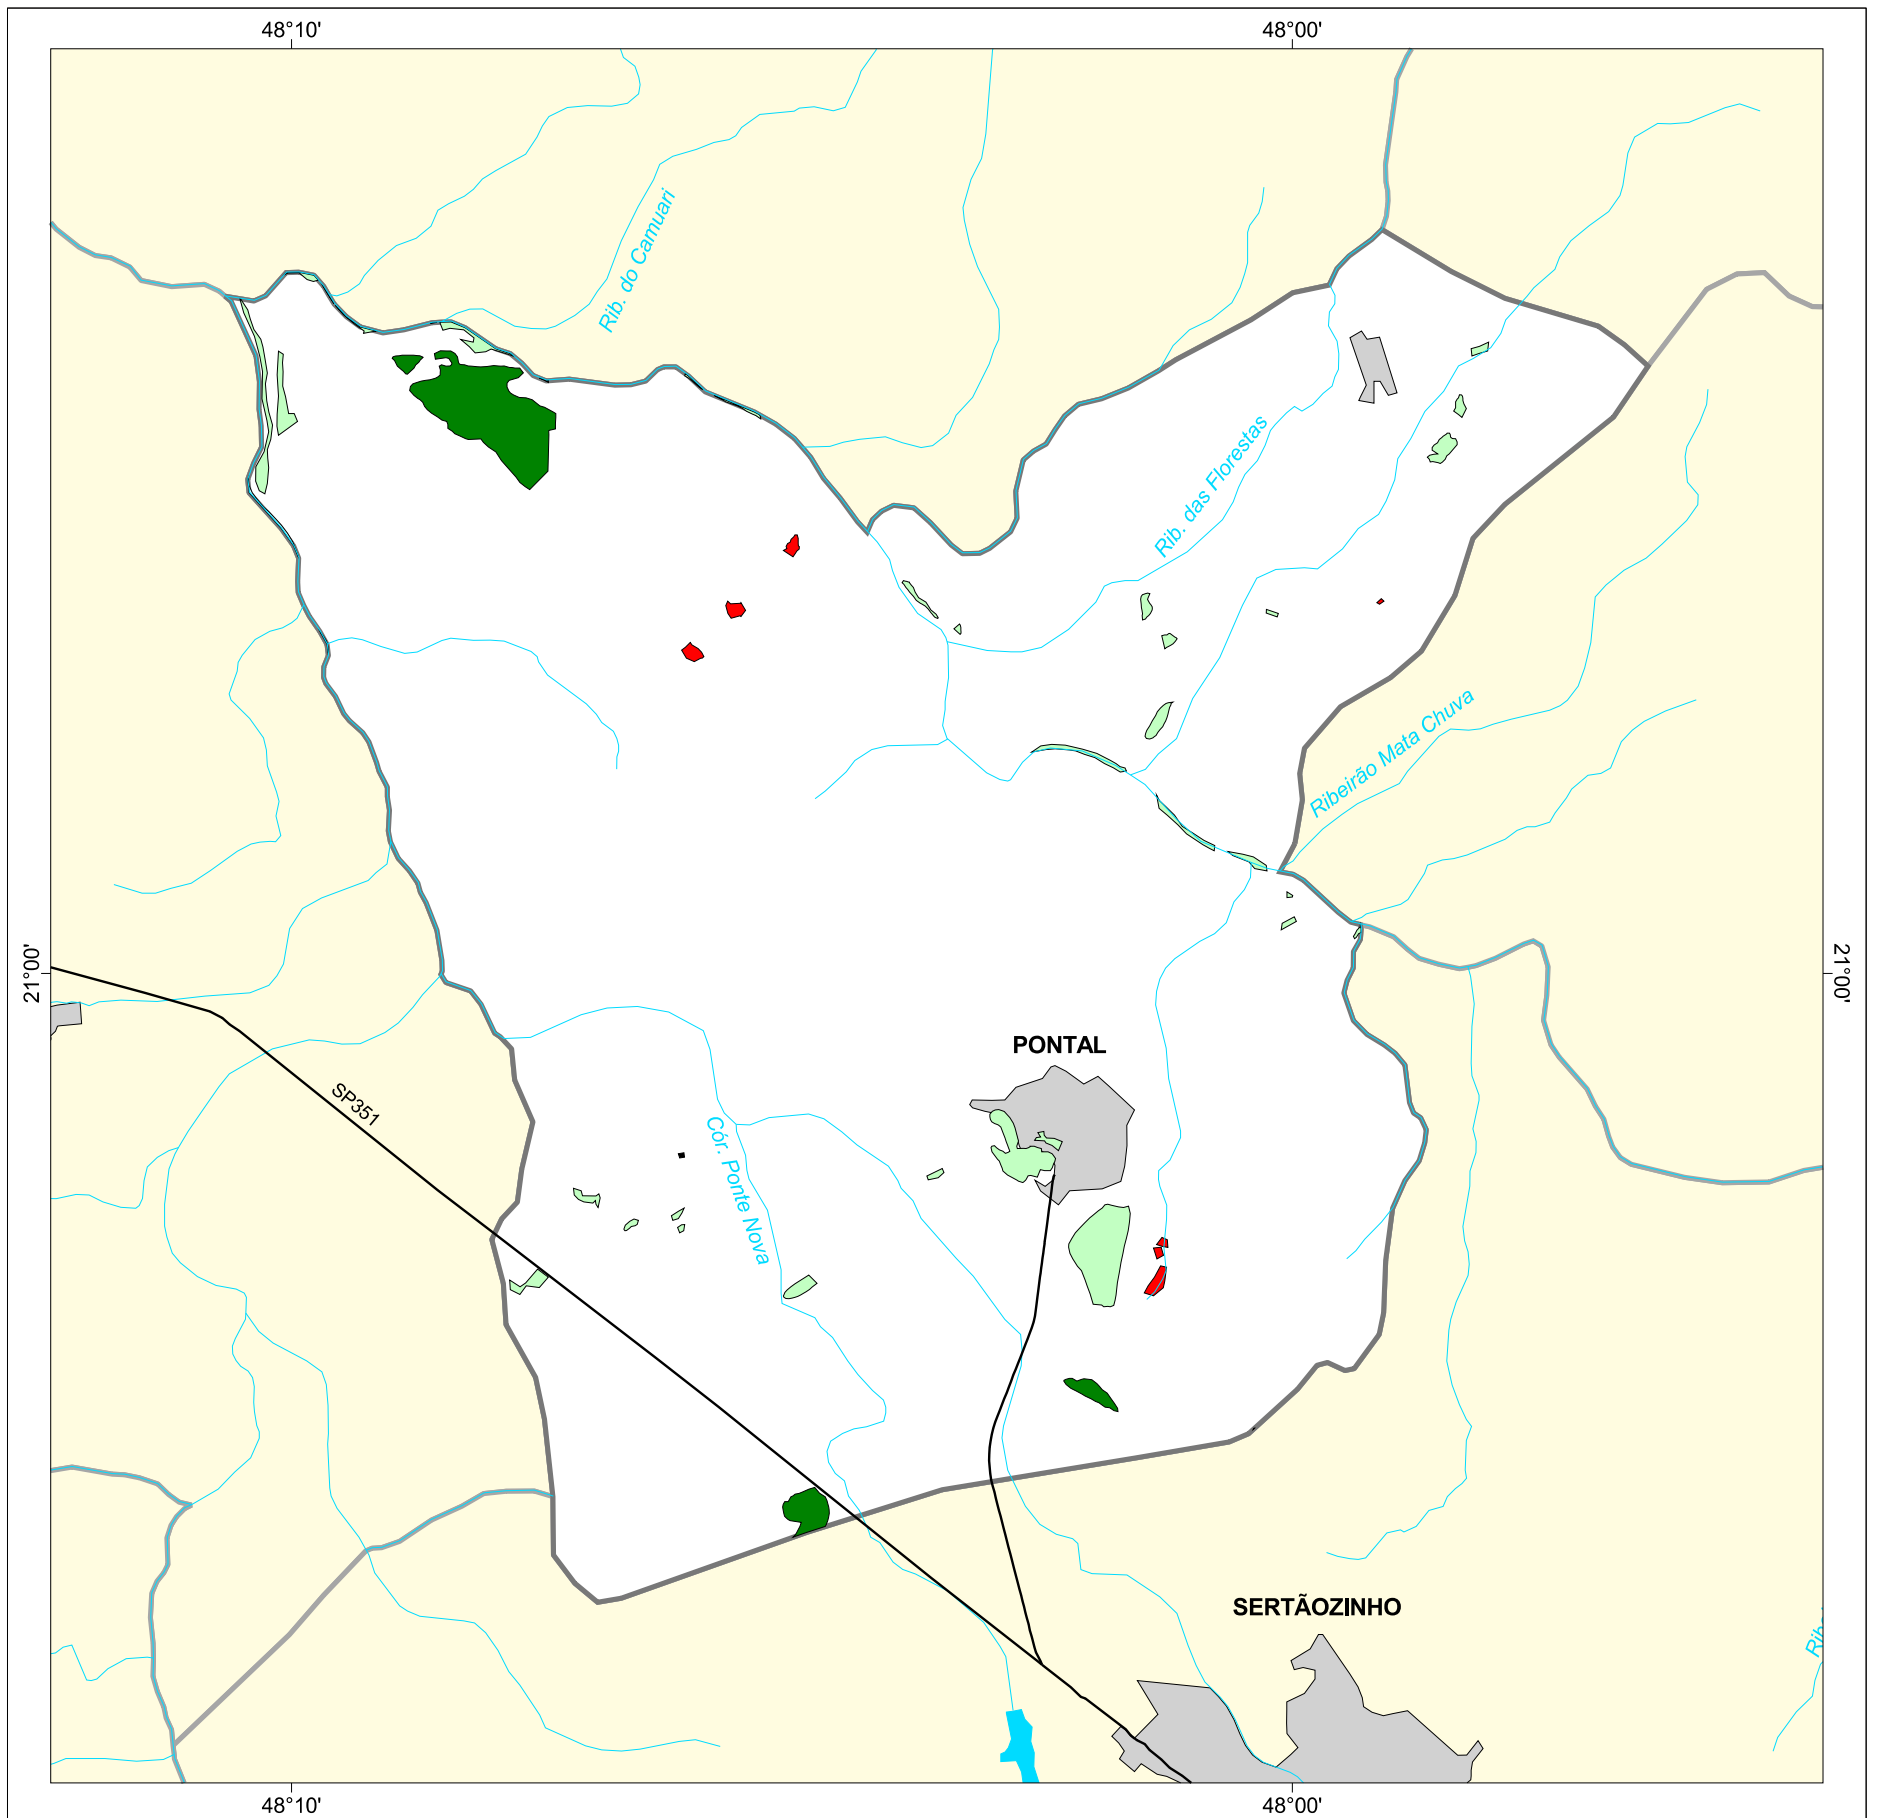 48°10'
48°00'
Rib. do Camuari
Rib. das Florestas
Ribeirão Mata Chuva
21°00'
21°00'
PONTAL
SP351
Cór. Ponte Nova
SERTÃOZINHO
48°10'
48°00'